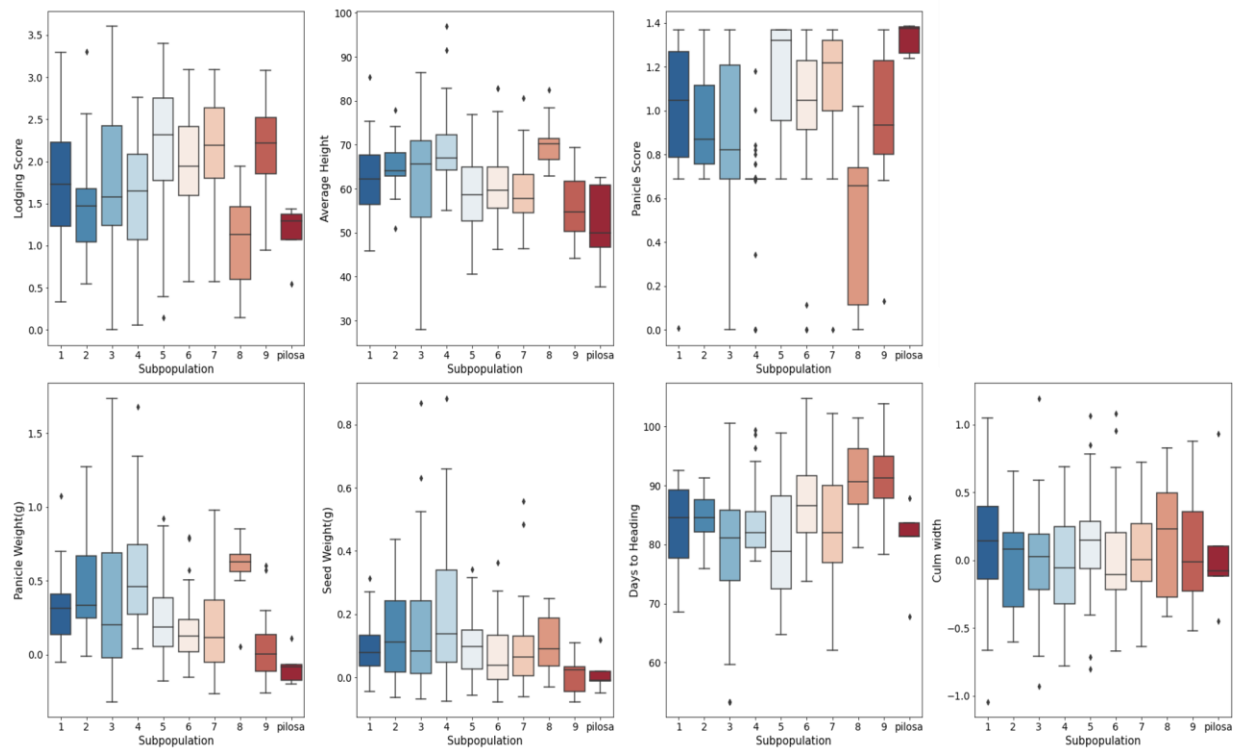 Lodging Score
3.5
3.0
2.5
2.0
1.5
1.0
0.5
0.0
1 2 3 4 5 6 7 8 9 pilosa
Subpopulation
Average Height
100
90
80
70
60
50
40
30
1 2 3 4 5 6 7 8 9 pilosa
Subpopulation
Panicle Score
1.4
1.2
1.0
0.8
0.6
0.4
0.2
0.0
1 2 3 4 5 6 7 8 9 pilosa
Subpopulation
Panicle Weight(g)
1.5
1.0
0.5
0.0
1 2 3 4 5 6 7 8 9 pilosa
Subpopulation
Seed Weight(g)
0.8
0.6
0.4
0.2
0.0
1 2 3 4 5 6 7 8 9 pilosa
Subpopulation
Days to Heading
100
90
80
70
60
1 2 3 4 5 6 7 8 9 pilosa
Subpopulation
Culm width
1.0
0.5
0.0
−0.5
−1.0
1 2 3 4 5 6 7 8 9 pilosa
Subpopulation